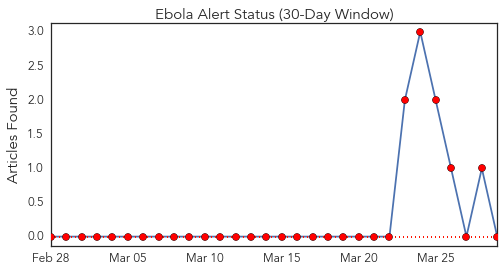 Ebola Alert Status (30-Day Window)
Articles Found
3.0
2.5
2.0
1.5
1.0
0.5
0.0
Feb 28 Mar 05 Mar 10 Mar 15 Mar 20 Mar 25